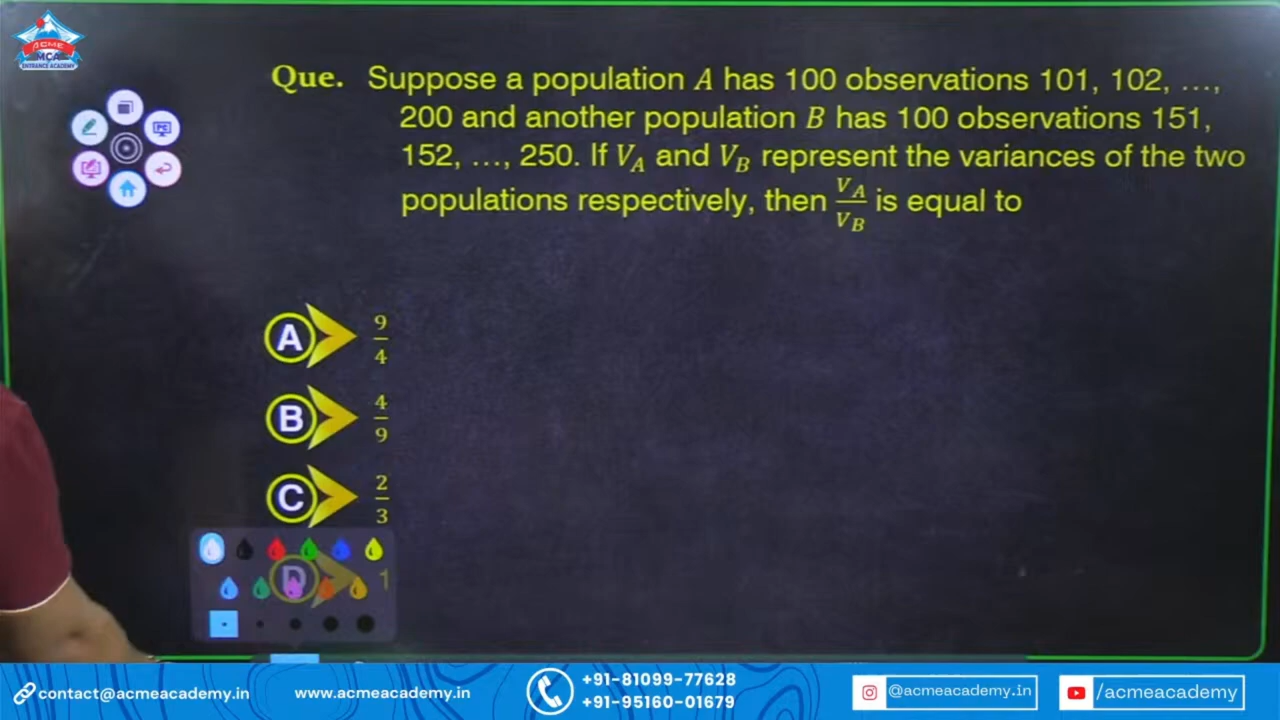 ACME
MCA
ENTRANCE ACADEMY
PC
Que. Suppose a population A has 100 observations 101, 102, ...,
200 and another population B has 100 observations 151,
152, ..., 250. If V_A and V_B represent the variances of the two
populations respectively, then V_A/V_B is equal to
A 9/4
B 4/9
C 2/3
D 1
contact@acmeacademy.in
www.acmeacademy.in
+91-81099-77628
+91-95160-01679
@acmeacademy.in
/acmeacademy